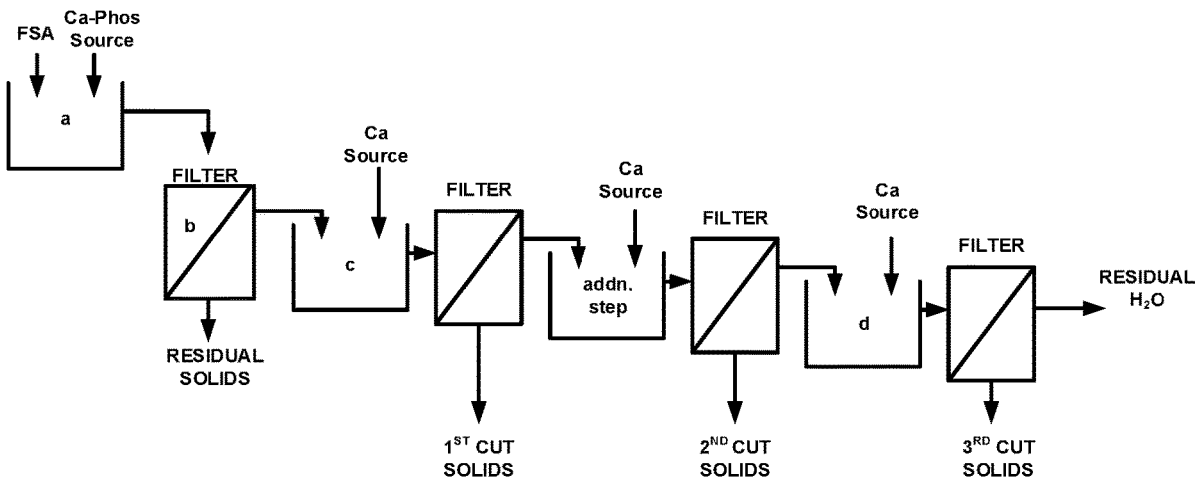 FSA
Ca-Phos
Source
a
FILTER
b
RESIDUAL
SOLIDS
Ca
Source
c
FILTER
1ST CUT
SOLIDS
Ca
Source
addn.
step
FILTER
2ND CUT
SOLIDS
Ca
Source
d
FILTER
3RD CUT
SOLIDS
RESIDUAL
H2O